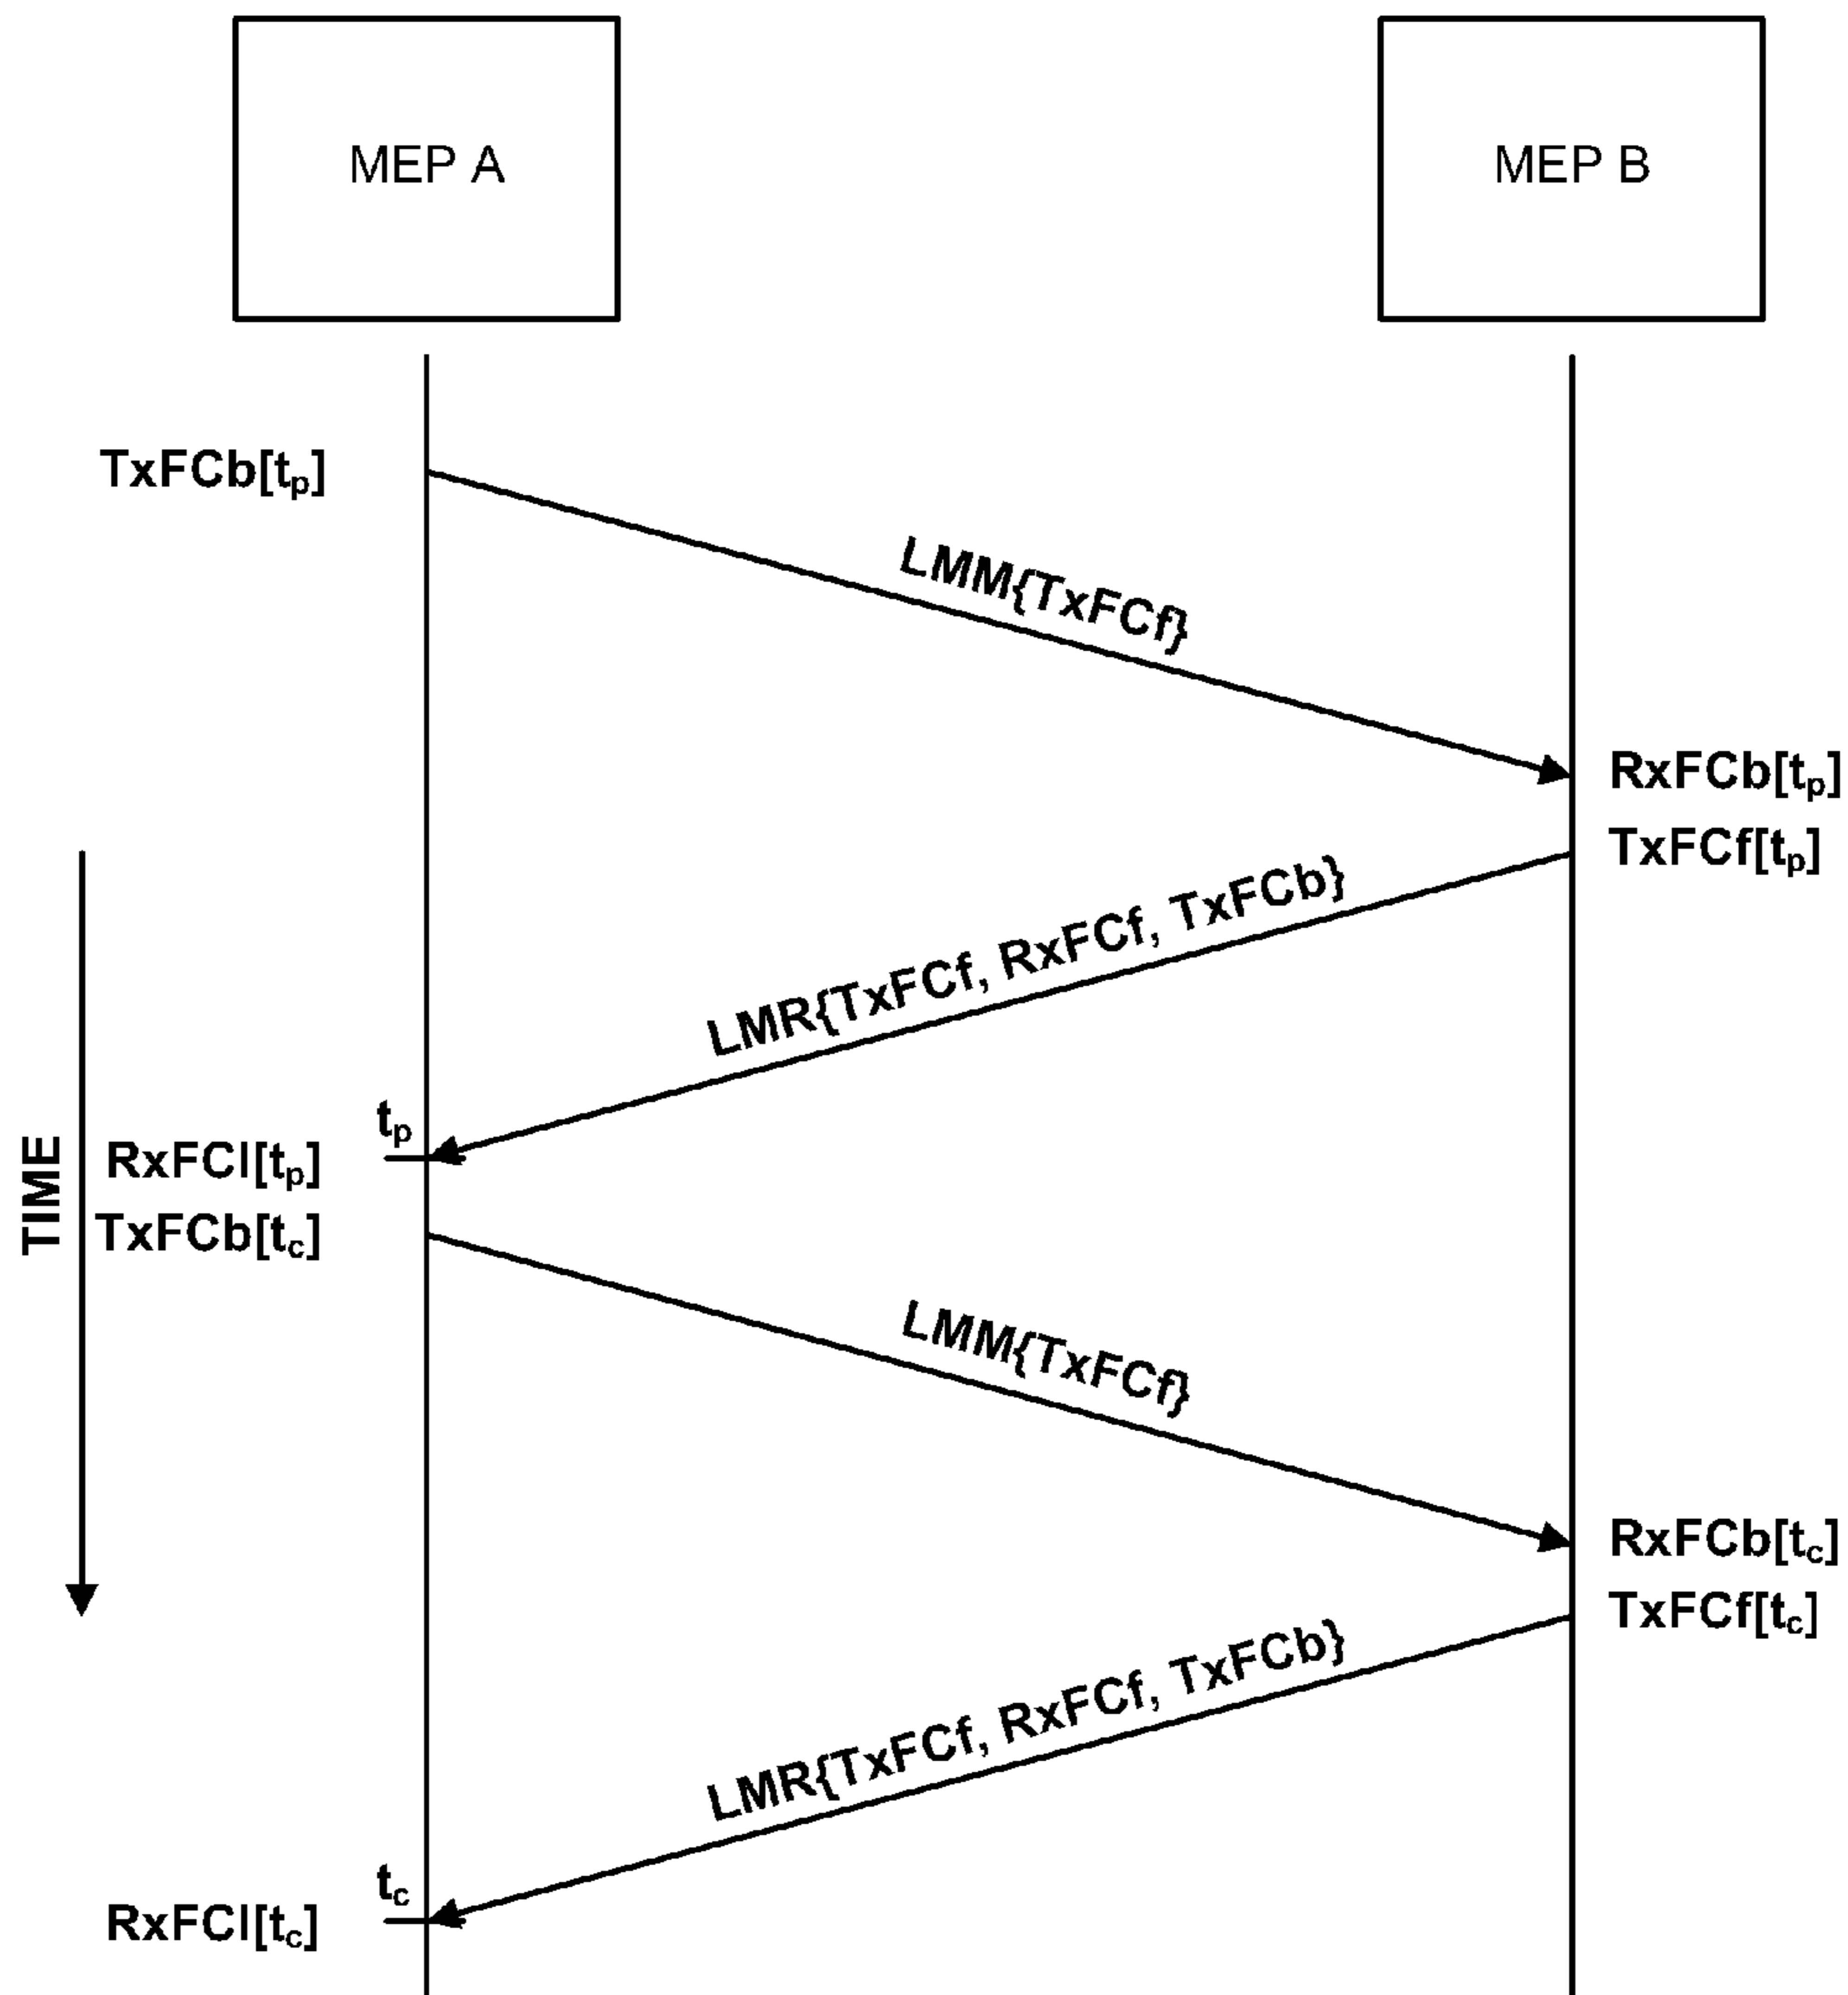 MEP A
MEP B
TxFCb[tp]
LMM{TxFCf}
RxFCb[tp]
TxFCf[tp]
LMR{TxFCf, RxFCf, TxFCb}
tp
RxFCl[tp]
TIME
TxFCb[tc]
LMM{TxFCf}
RxFCb[tc]
TxFCf[tc]
LMR{TxFCf, RxFCf, TxFCb}
tc
RxFCl[tc]